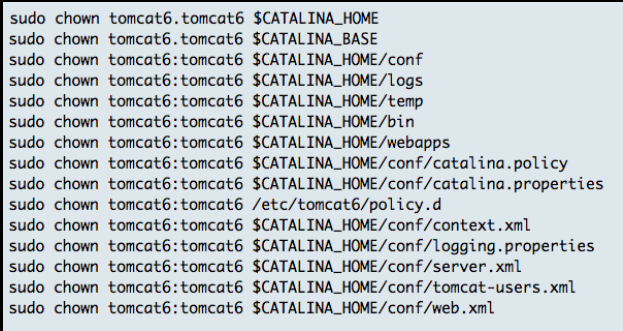 sudo chown tomcat6.tomcat6 $CATALINA_HOME
sudo chown tomcat6.tomcat6 $CATALINA_BASE
sudo chown tomcat6:tomcat6 $CATALINA_HOME/conf
sudo chown tomcat6:tomcat6 $CATALINA_HOME/logs
sudo chown tomcat6:tomcat6 $CATALINA_HOME/temp
sudo chown tomcat6:tomcat6 $CATALINA_HOME/bin
sudo chown tomcat6:tomcat6 $CATALINA_HOME/webapps
sudo chown tomcat6:tomcat6 $CATALINA_HOME/conf/catalina.policy
sudo chown tomcat6:tomcat6 $CATALINA_HOME/conf/catalina.properties
sudo chown tomcat6:tomcat6 /etc/tomcat6/policy.d
sudo chown tomcat6:tomcat6 $CATALINA_HOME/conf/context.xml
sudo chown tomcat6:tomcat6 $CATALINA_HOME/conf/logging.properties
sudo chown tomcat6:tomcat6 $CATALINA_HOME/conf/server.xml
sudo chown tomcat6:tomcat6 $CATALINA_HOME/conf/tomcat-users.xml
sudo chown tomcat6:tomcat6 $CATALINA_HOME/conf/web.xml